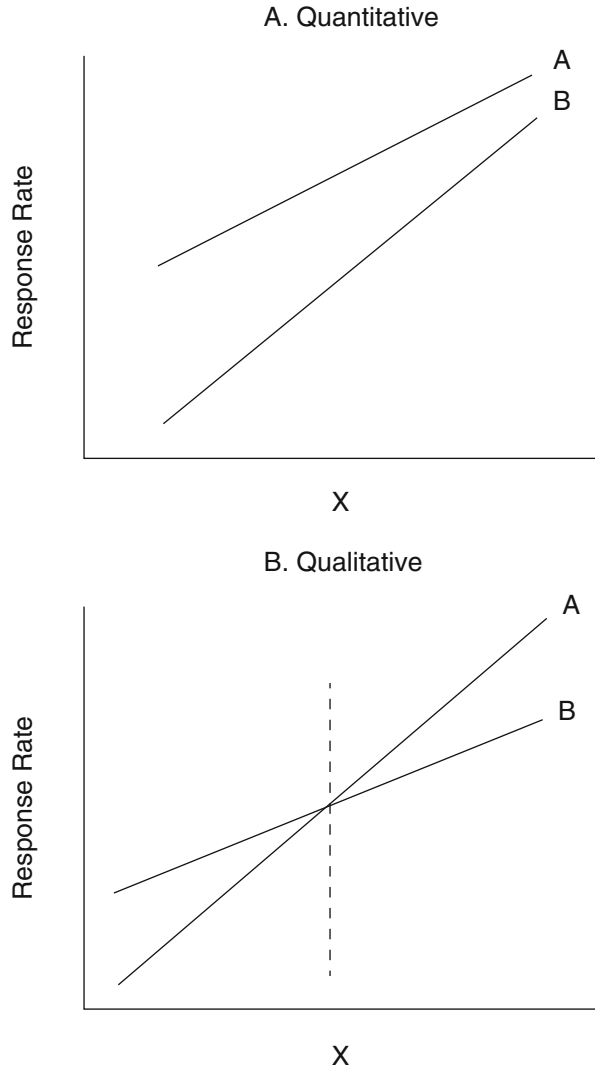 A. Quantitative
A
B
Response Rate
X
B. Qualitative
A
B
Response Rate
X